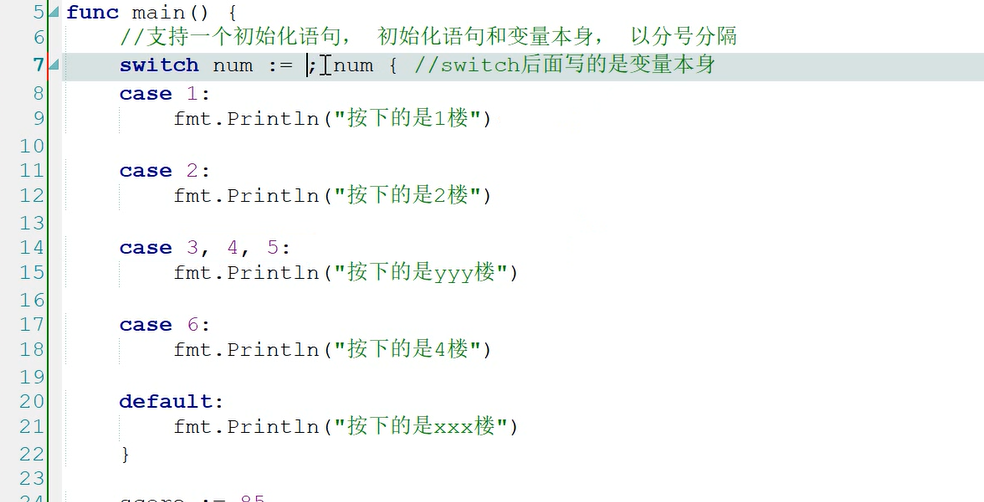 5 func main() {
6 //支持一个初始化语句， 初始化语句和变量本身， 以分号分隔
7 switch num := ; num { //switch后面写的是变量本身
8 case 1:
9 fmt.Println("按下的是1楼")
10
11 case 2:
12 fmt.Println("按下的是2楼")
13
14 case 3, 4, 5:
15 fmt.Println("按下的是yyy楼")
16
17 case 6:
18 fmt.Println("按下的是4楼")
19
20 default:
21 fmt.Println("按下的是xxx楼")
22 }
23
24 score := 85